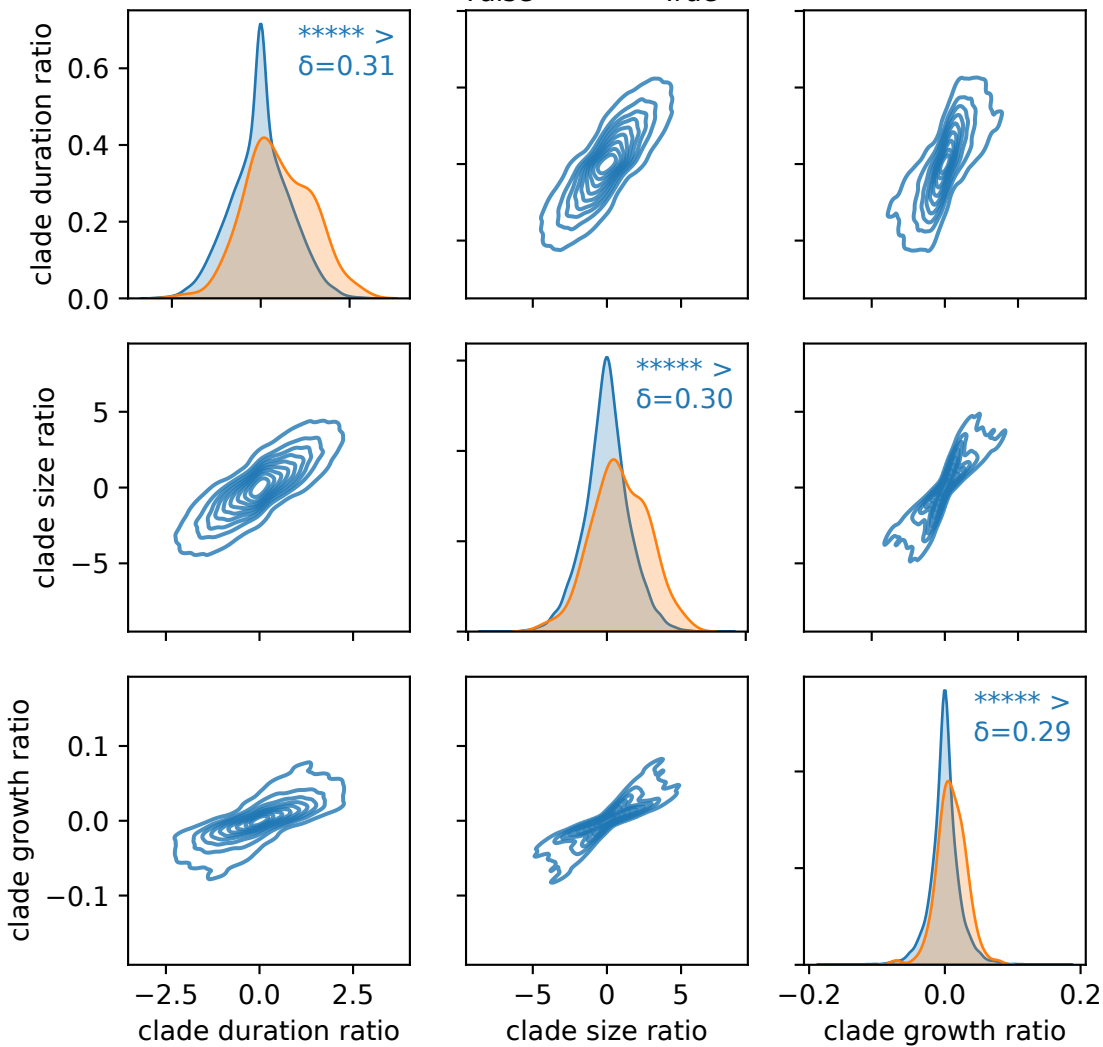 False True
clade duration ratio
0.6
0.4
0.2
0.0
***** >
δ=0.31
clade size ratio
5
0
−5
***** >
δ=0.30
clade growth ratio
0.1
0.0
−0.1
***** >
δ=0.29
−2.5 0.0 2.5
−5 0 5
−0.2 0.0 0.2
clade duration ratio
clade size ratio
clade growth ratio